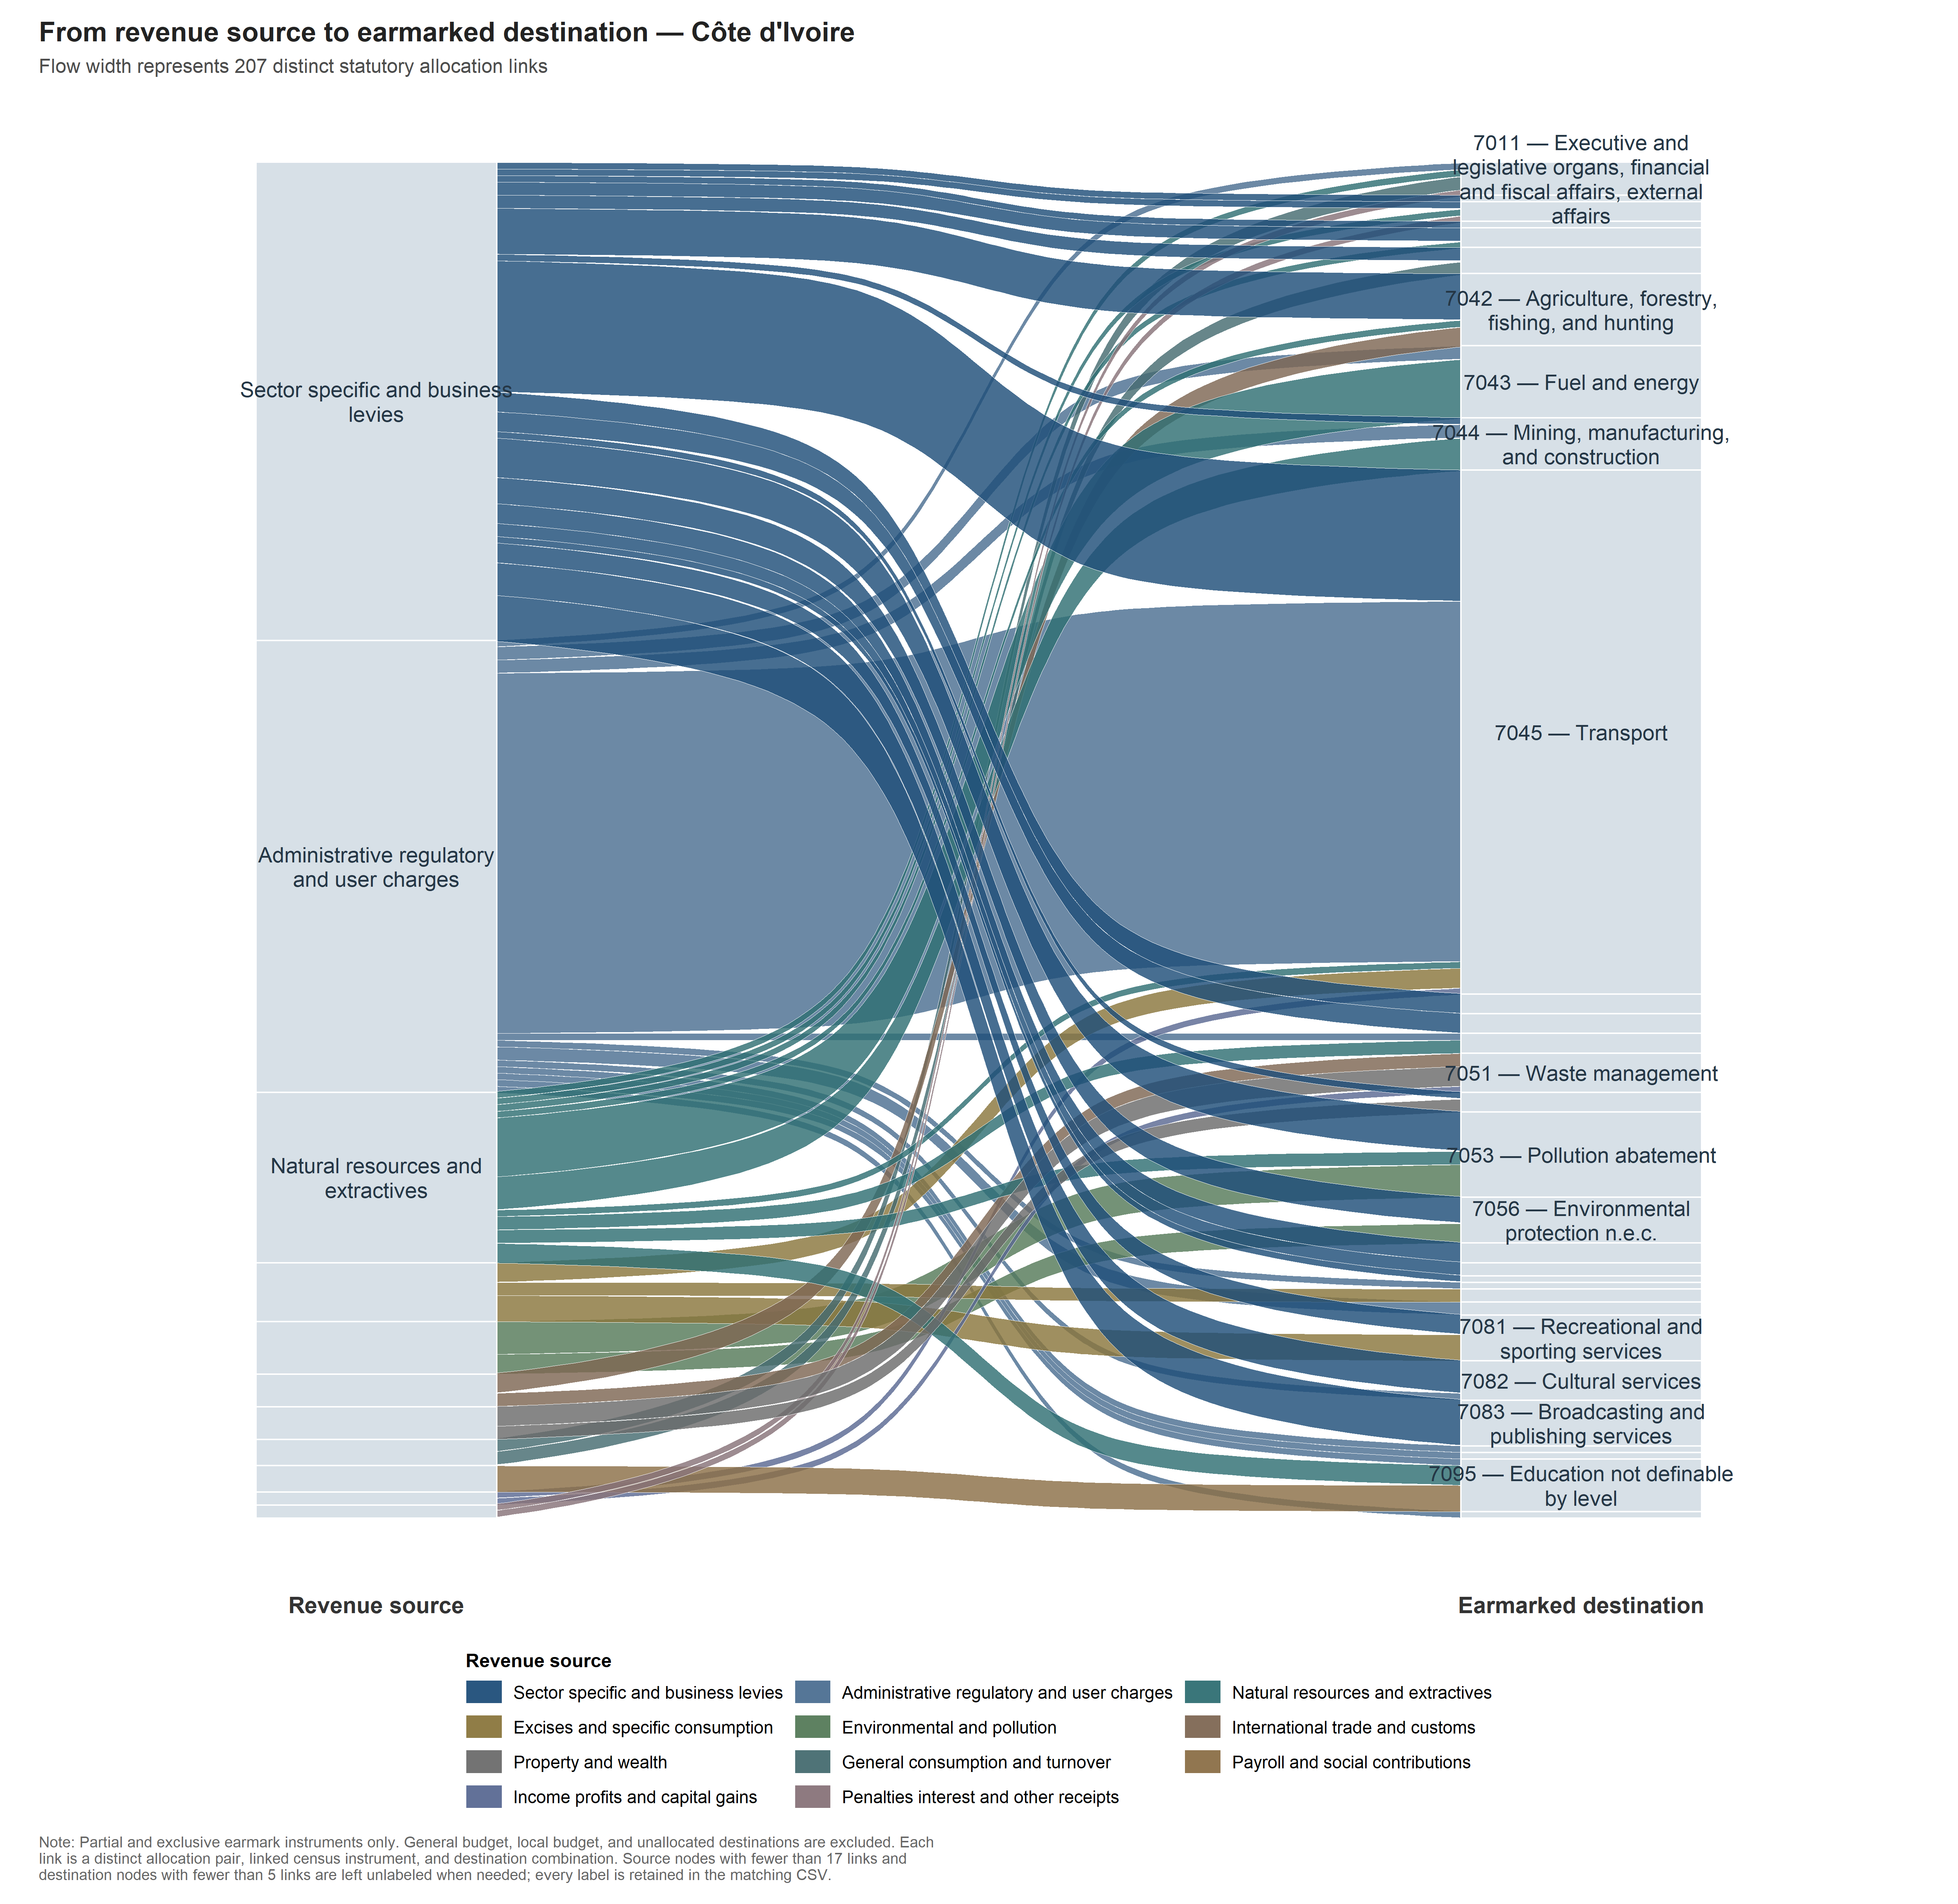 From revenue source to earmarked destination — Côte d'Ivoire
Flow width represents 207 distinct statutory allocation links
Sector specific and business
levies
Administrative regulatory
and user charges
Natural resources and
extractives
7011 — Executive and
legislative organs, financial
and fiscal affairs, external
affairs
7042 — Agriculture, forestry,
fishing, and hunting
7043 — Fuel and energy
7044 — Mining, manufacturing,
and construction
7045 — Transport
7051 — Waste management
7053 — Pollution abatement
7056 — Environmental
protection n.e.c.
7081 — Recreational and
sporting services
7082 — Cultural services
7083 — Broadcasting and
publishing services
7095 — Education not definable
by level
Revenue source
Earmarked destination
Revenue source
Sector specific and business levies
Administrative regulatory and user charges
Natural resources and extractives
Excises and specific consumption
Environmental and pollution
International trade and customs
Property and wealth
General consumption and turnover
Payroll and social contributions
Income profits and capital gains
Penalties interest and other receipts
Note: Partial and exclusive earmark instruments only. General budget, local budget, and unallocated destinations are excluded. Each
link is a distinct allocation pair, linked census instrument, and destination combination. Source nodes with fewer than 17 links and
destination nodes with fewer than 5 links are left unlabeled when needed; every label is retained in the matching CSV.